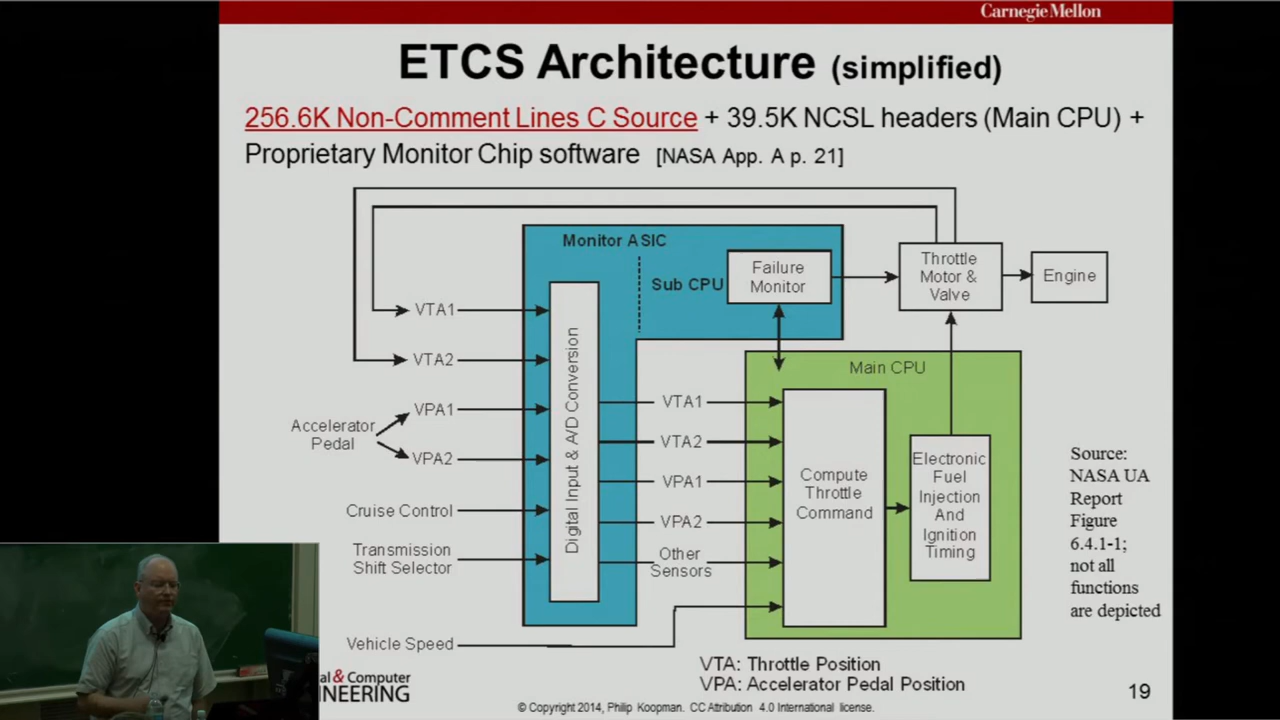 Carnegie Mellon
ETCS Architecture (simplified)
256.6K Non-Comment Lines C Source + 39.5K NCSL headers (Main CPU) +
Proprietary Monitor Chip software [NASA App. A p. 21]
Monitor ASIC
Sub CPU
Failure
Monitor
Throttle
Motor &
Valve
Engine
VTA1
VTA2
VPA1
VPA2
Accelerator
Pedal
Cruise Control
Transmission
Shift Selector
Vehicle Speed
Digital Input & A/D Conversion
VTA1
VTA2
VPA1
VPA2
Other
Sensors
Main CPU
Compute
Throttle
Command
Electronic
Fuel
Injection
And
Ignition
Timing
Source:
NASA UA
Report
Figure
6.4.1-1;
not all
functions
are depicted
VTA: Throttle Position
VPA: Accelerator Pedal Position
al & Computer
NGINEERING
© Copyright 2014, Philip Koopman. CC Attribution 4.0 International license.
19